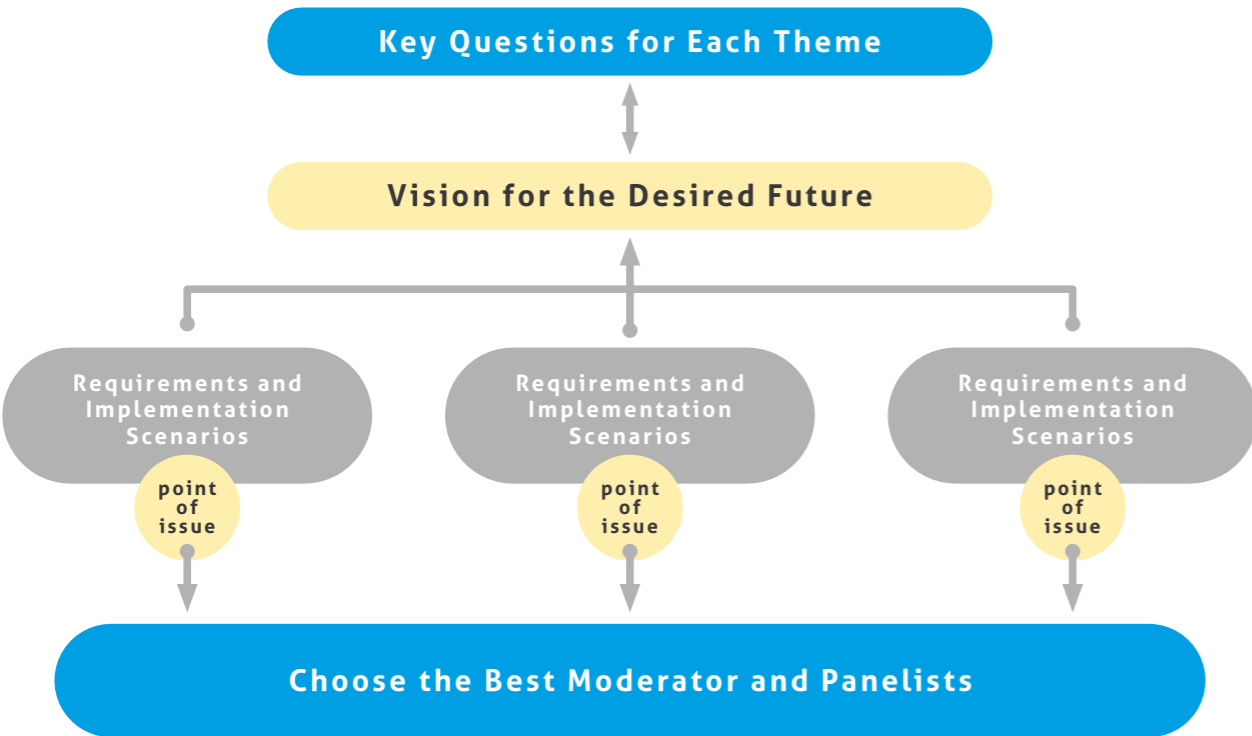 Key Questions for Each Theme
Vision for the Desired Future
Requirements and
Implementation
Scenarios
point
of
issue
Requirements and
Implementation
Scenarios
point
of
issue
Requirements and
Implementation
Scenarios
point
of
issue
Choose the Best Moderator and Panelists